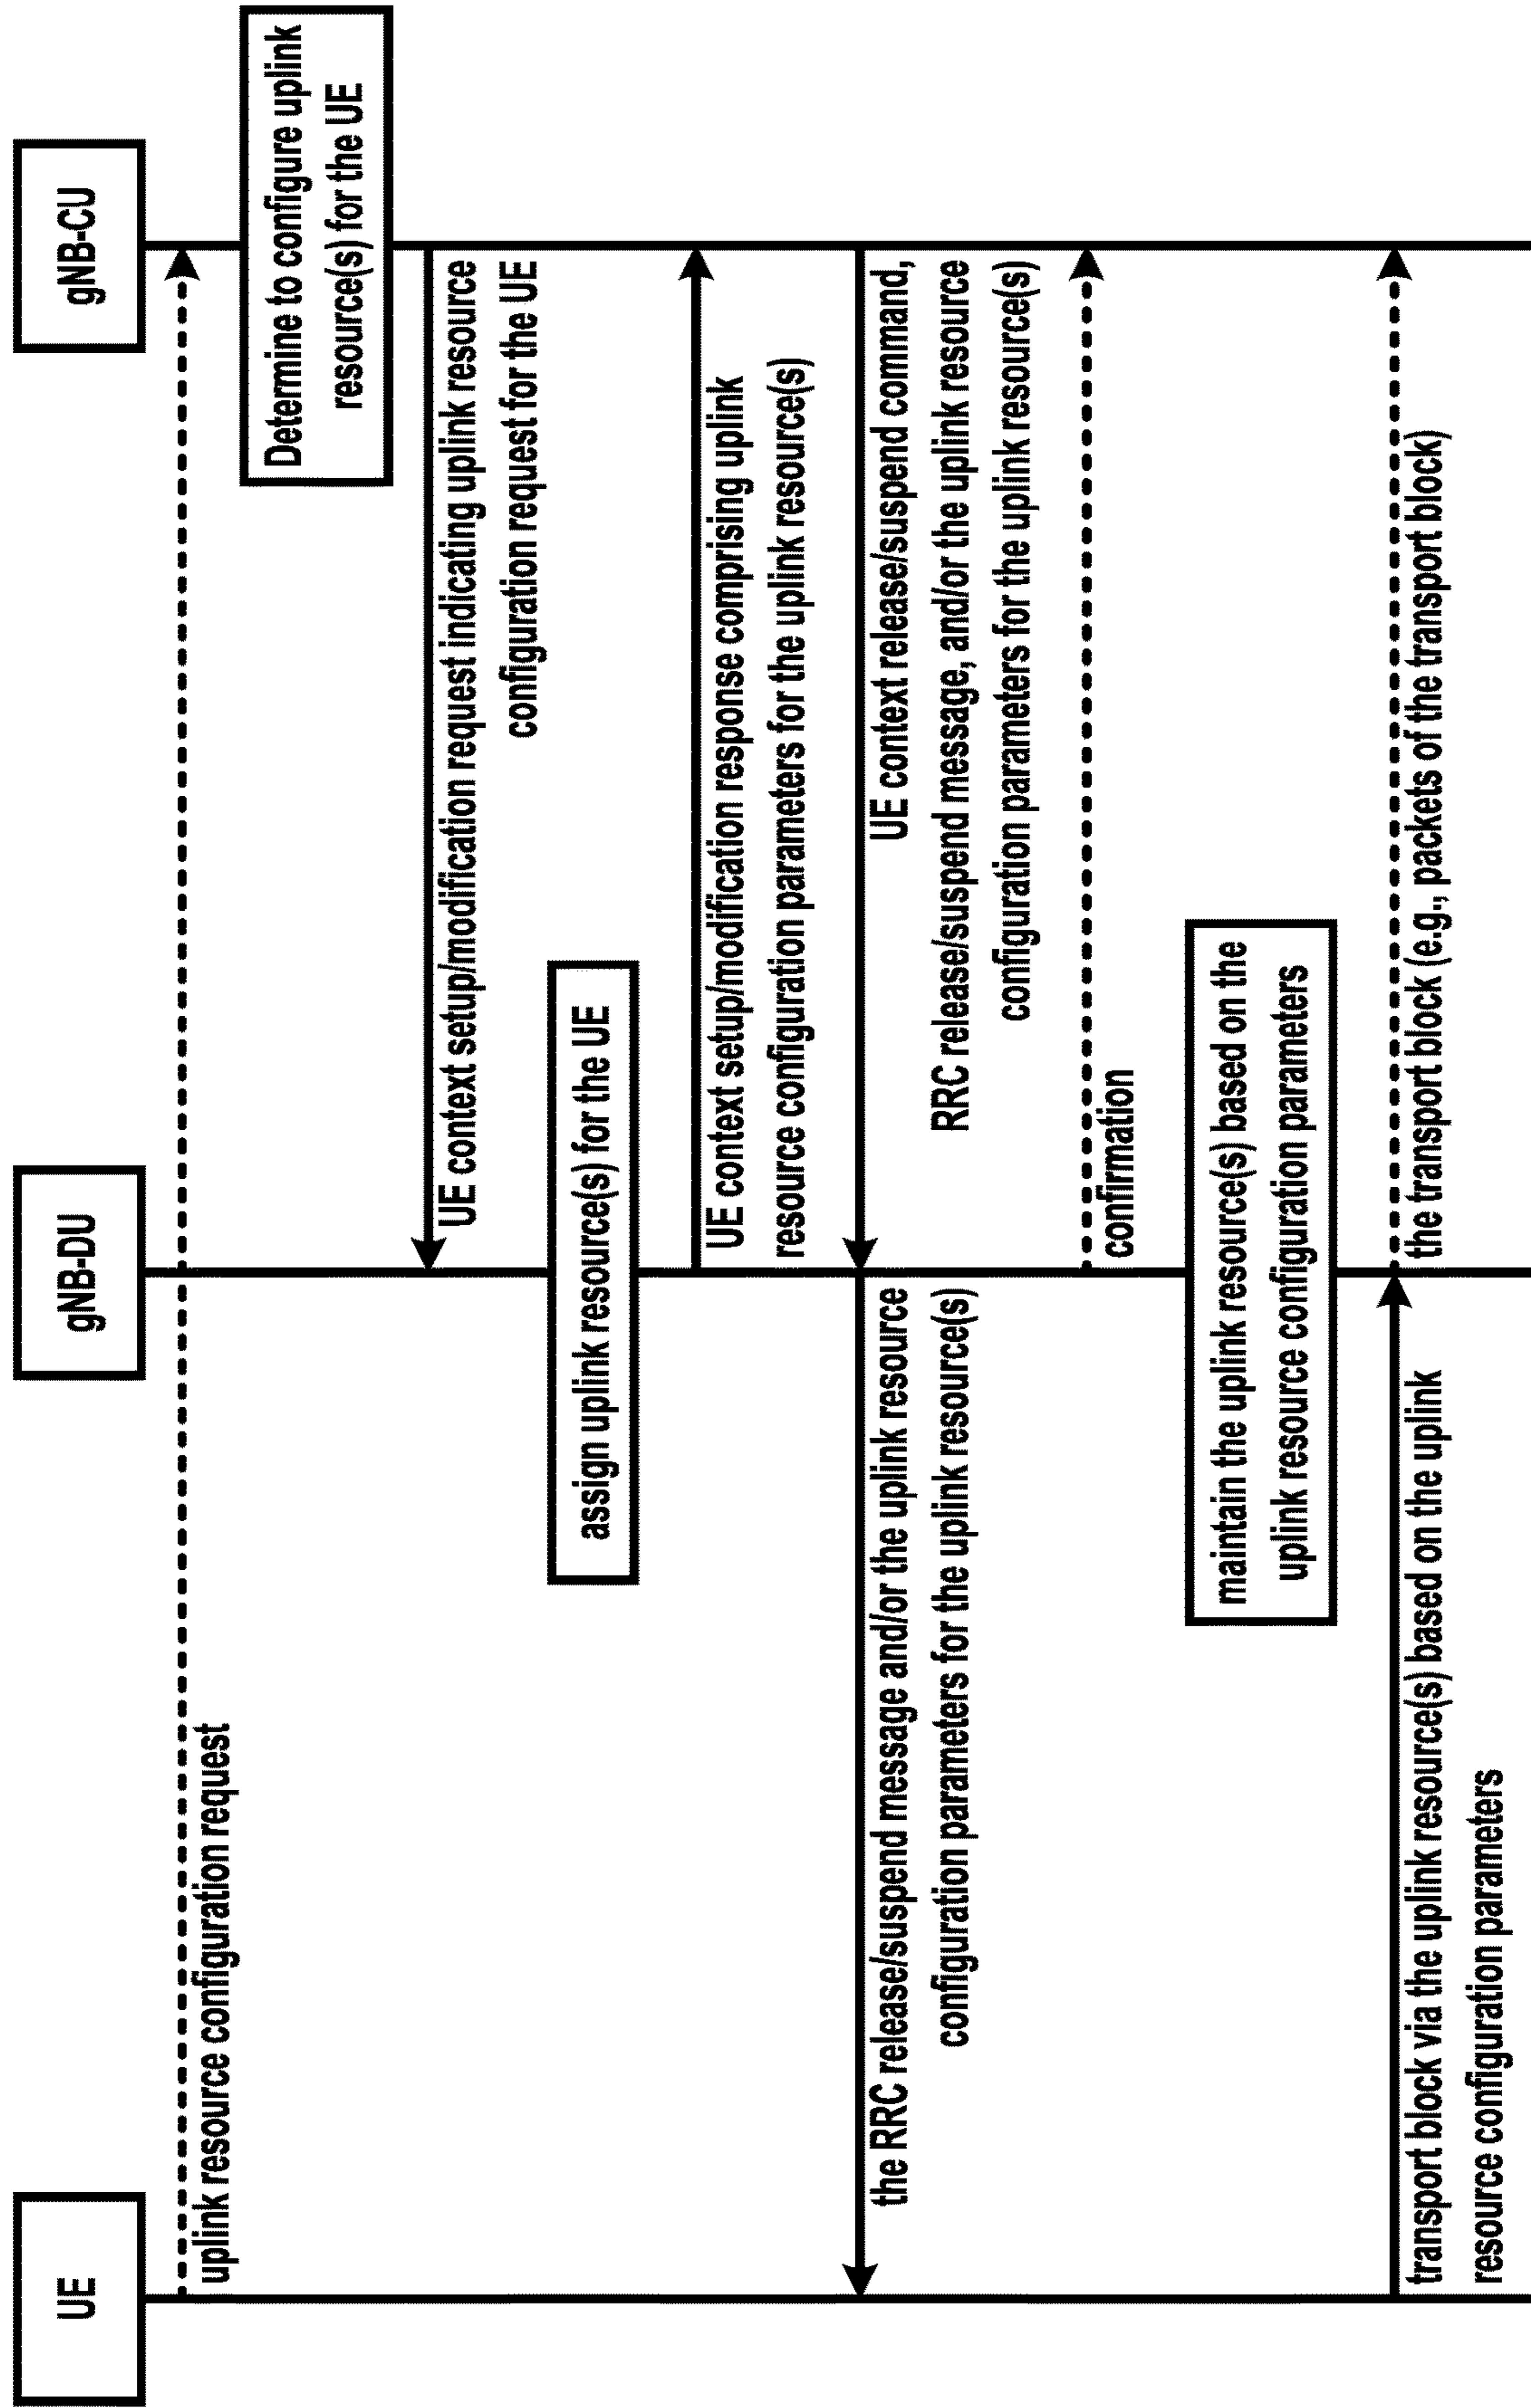 UE
gNB-DU
gNB-CU
uplink resource configuration request
Determine to configure uplink
resource(s) for the UE
UE context setup/modification request indicating uplink resource
configuration request for the UE
assign uplink resource(s) for the UE
UE context setup/modification response comprising uplink
resource configuration parameters for the uplink resource(s)
UE context release/suspend command,
RRC release/suspend message, and/or the uplink resource
configuration parameters for the uplink resource(s)
the RRC release/suspend message and/or the uplink resource
configuration parameters for the uplink resource(s)
confirmation
maintain the uplink resource(s) based on the
uplink resource configuration parameters
transport block via the uplink resource(s) based on the uplink
resource configuration parameters
the transport block (e.g., packets of the transport block)